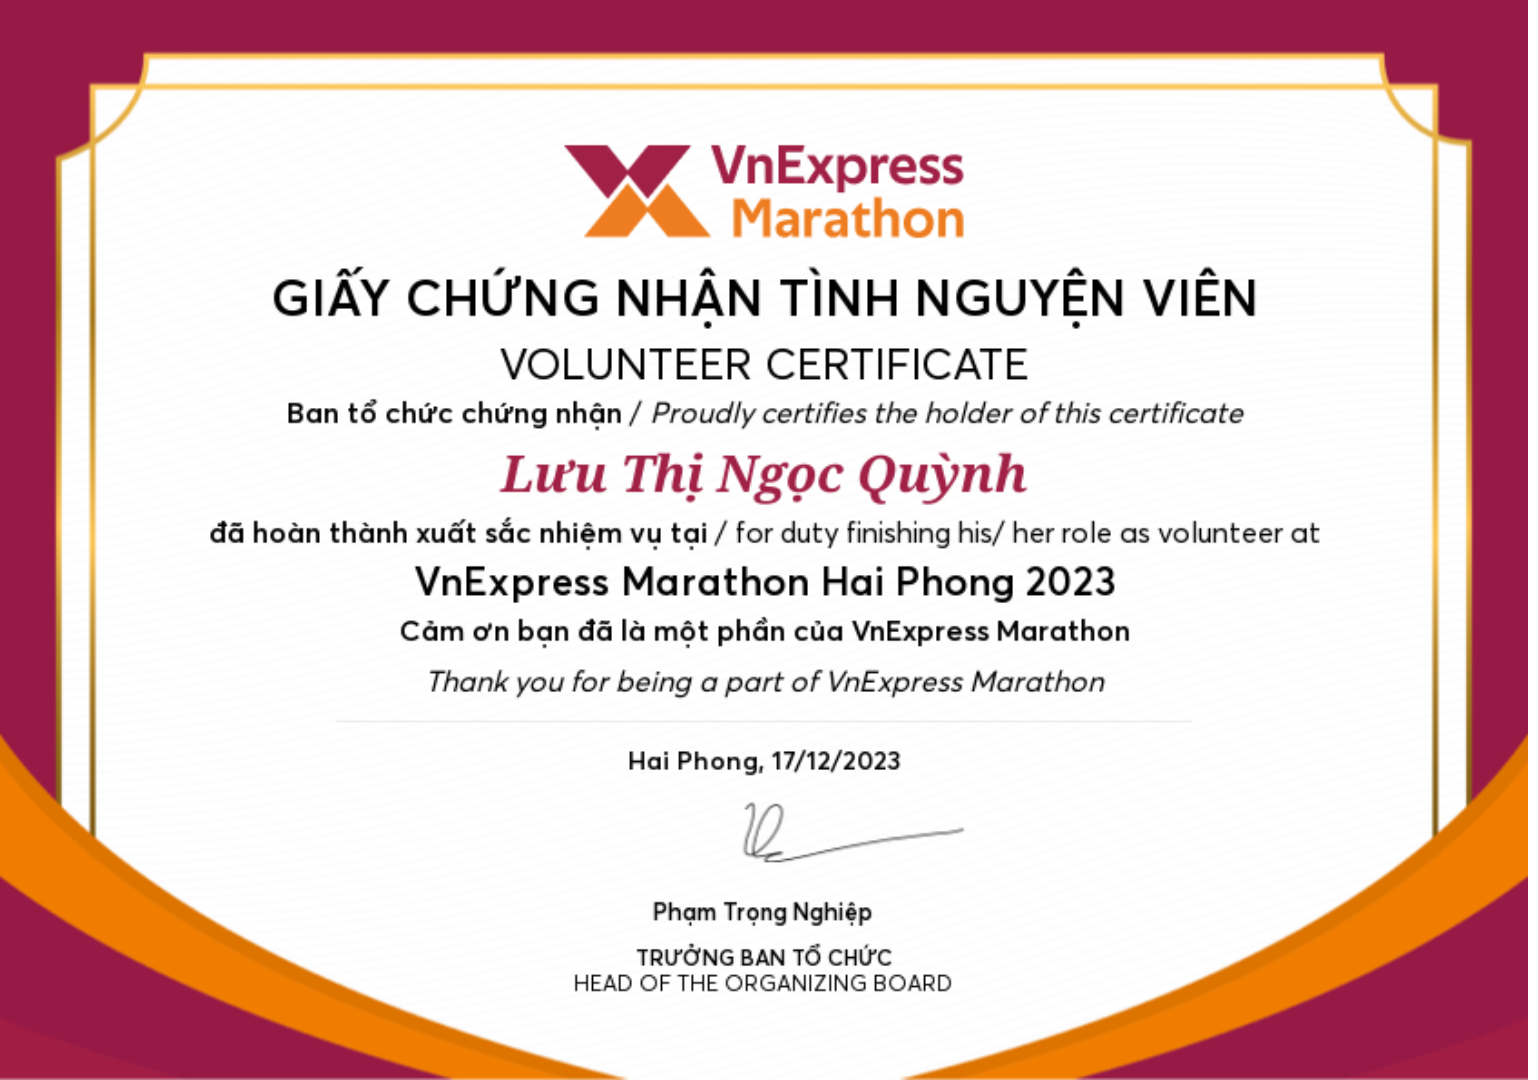 VnExpress
Marathon
GIẤY CHỨNG NHẬN TÌNH NGUYỆN VIÊN
VOLUNTEER CERTIFICATE
Ban tổ chức chứng nhận / Proudly certifies the holder of this certificate
Lưu Thị Ngọc Quỳnh
đã hoàn thành xuất sắc nhiệm vụ tại / for duty finishing his/ her role as volunteer at
VnExpress Marathon Hai Phong 2023
Cảm ơn bạn đã là một phần của VnExpress Marathon
Thank you for being a part of VnExpress Marathon
Hai Phong, 17/12/2023
Phạm Trọng Nghiệp
TRƯỞNG BAN TỔ CHỨC
HEAD OF THE ORGANIZING BOARD